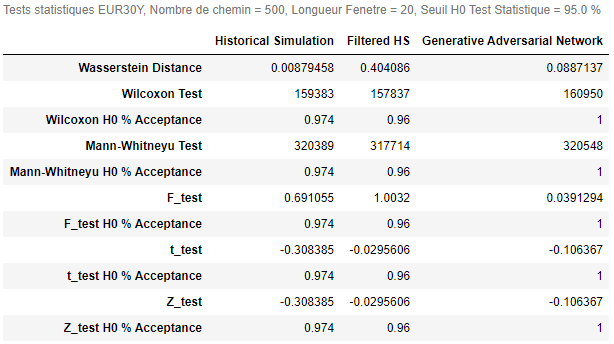 Tests statistiques EUR30Y, Nombre de chemin = 500, Longueur Fenetre = 20, Seuil H0 Test Statistique = 95.0 %
Historical Simulation Filtered HS Generative Adversarial Network
Wasserstein Distance 0.00879458 0.404086 0.0887137
Wilcoxon Test 159383 157837 160950
Wilcoxon H0 % Acceptance 0.974 0.96 1
Mann-Whitneyu Test 320389 317714 320548
Mann-Whitneyu H0 % Acceptance 0.974 0.96 1
F_test 0.691055 1.0032 0.0391294
F_test H0 % Acceptance 0.974 0.96 1
t_test -0.308385 -0.0295606 -0.106367
t_test H0 % Acceptance 0.974 0.96 1
Z_test -0.308385 -0.0295606 -0.106367
Z_test H0 % Acceptance 0.974 0.96 1